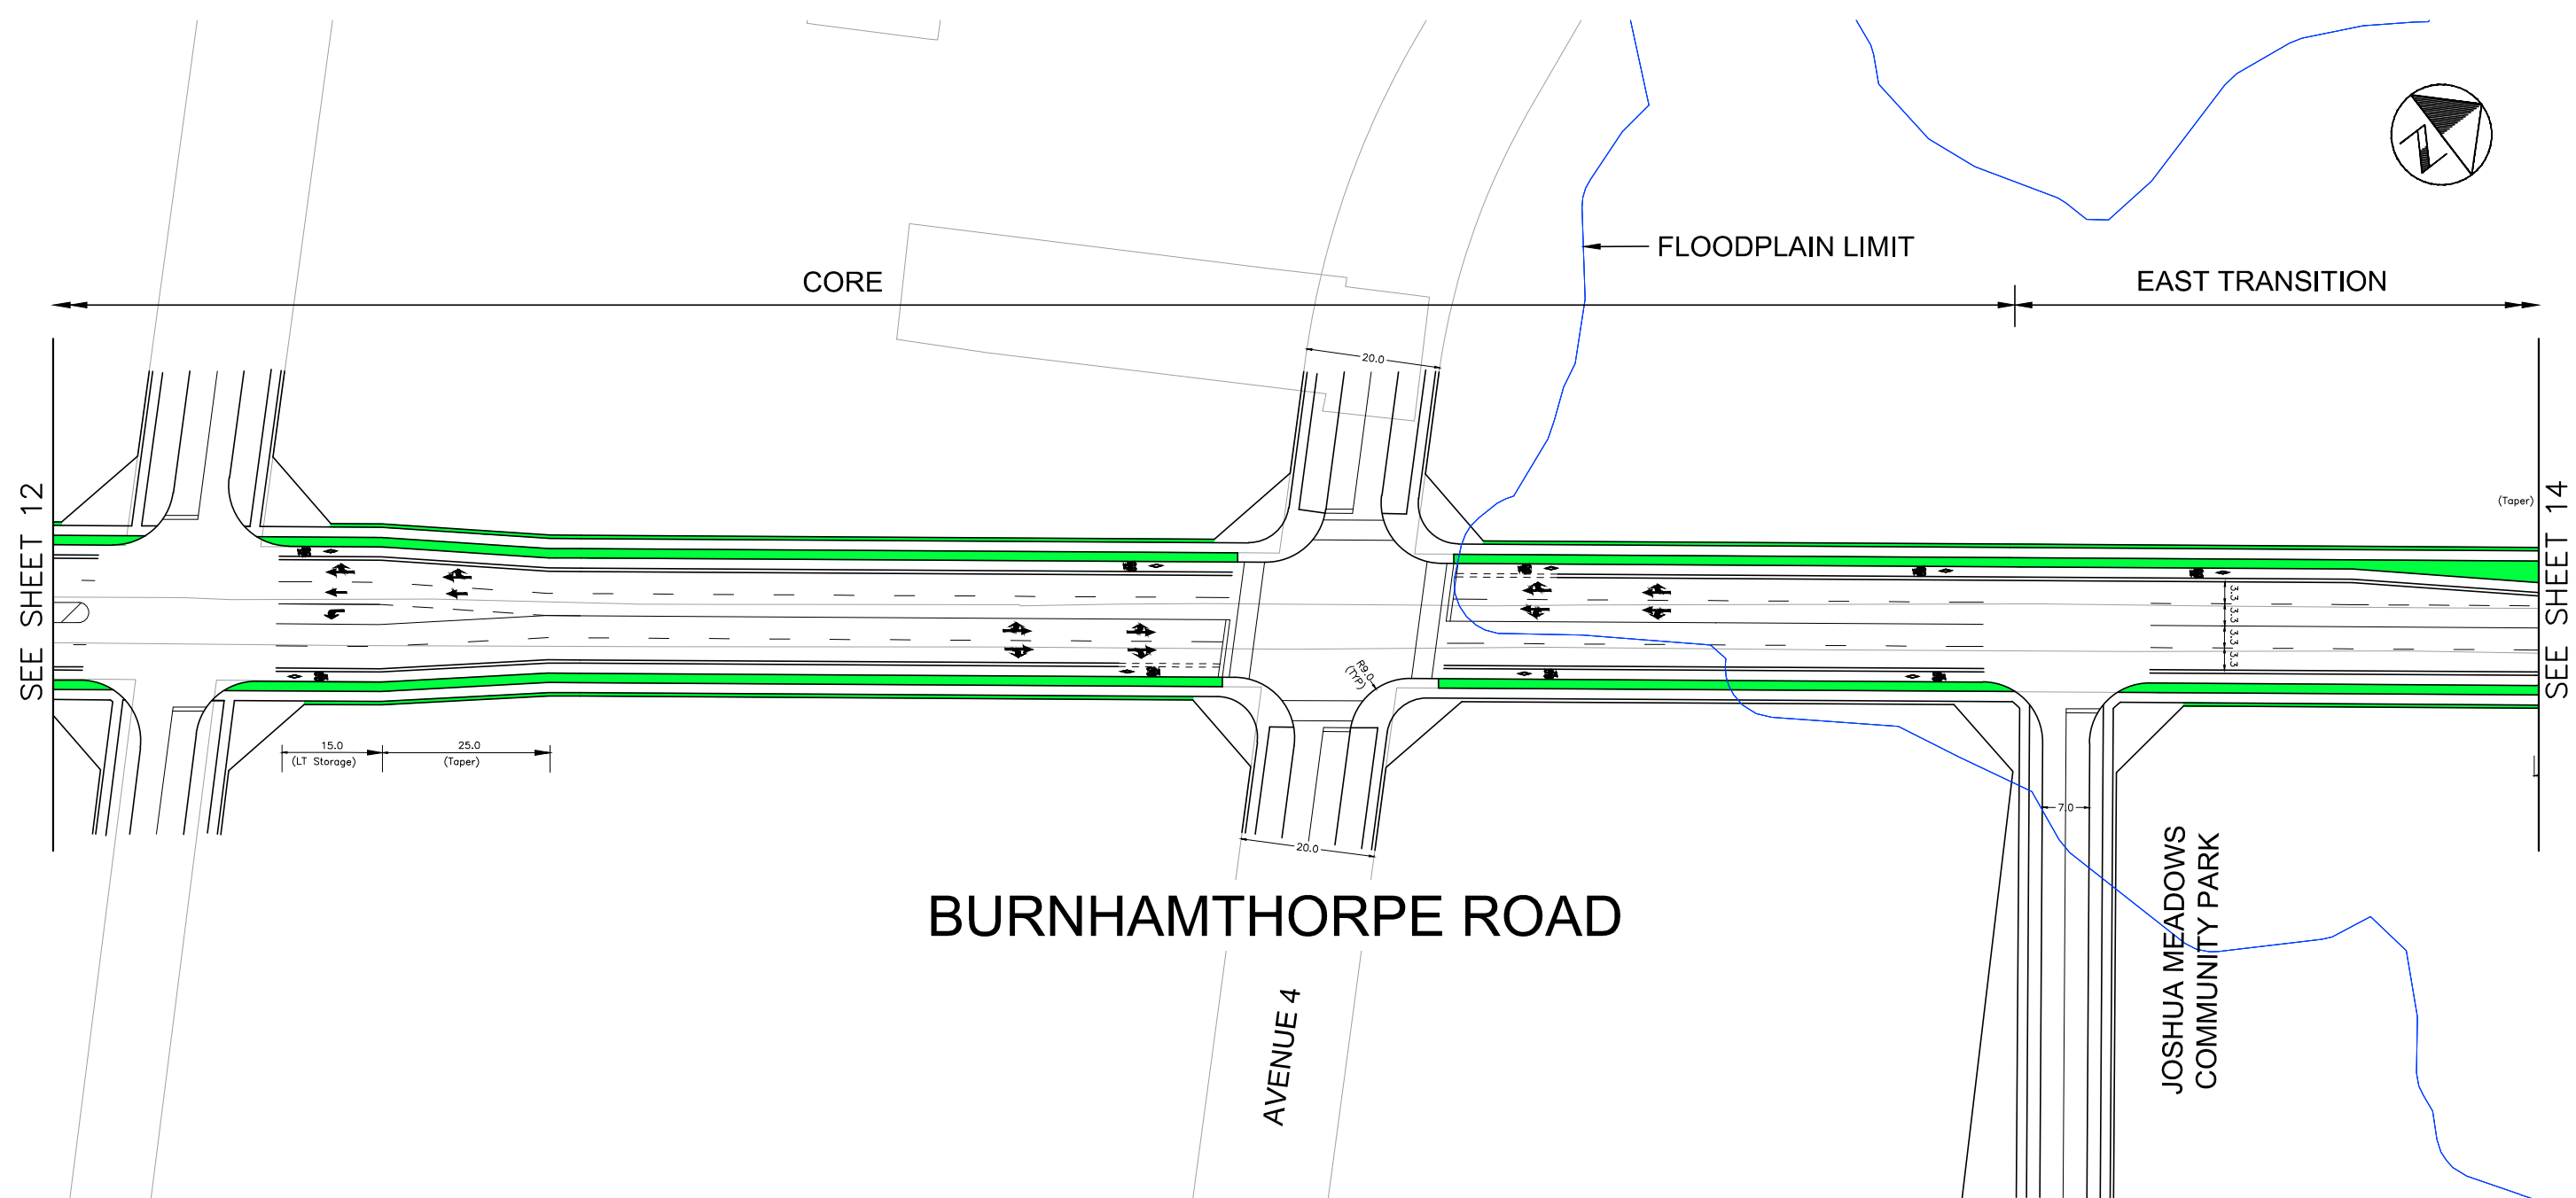 FLOODPLAIN LIMIT
CORE
EAST TRANSITION
20.0
SEE SHEET 12
(Taper)
SEE SHEET 14
3.3
3.3
3.3
3.3
R9.0
(TYP)
15.0
(LT Storage)
25.0
(Taper)
7.0
20.0
BURNHAMTHORPE ROAD
JOSHUA MEADOWS
COMMUNITY PARK
AVENUE 4
N